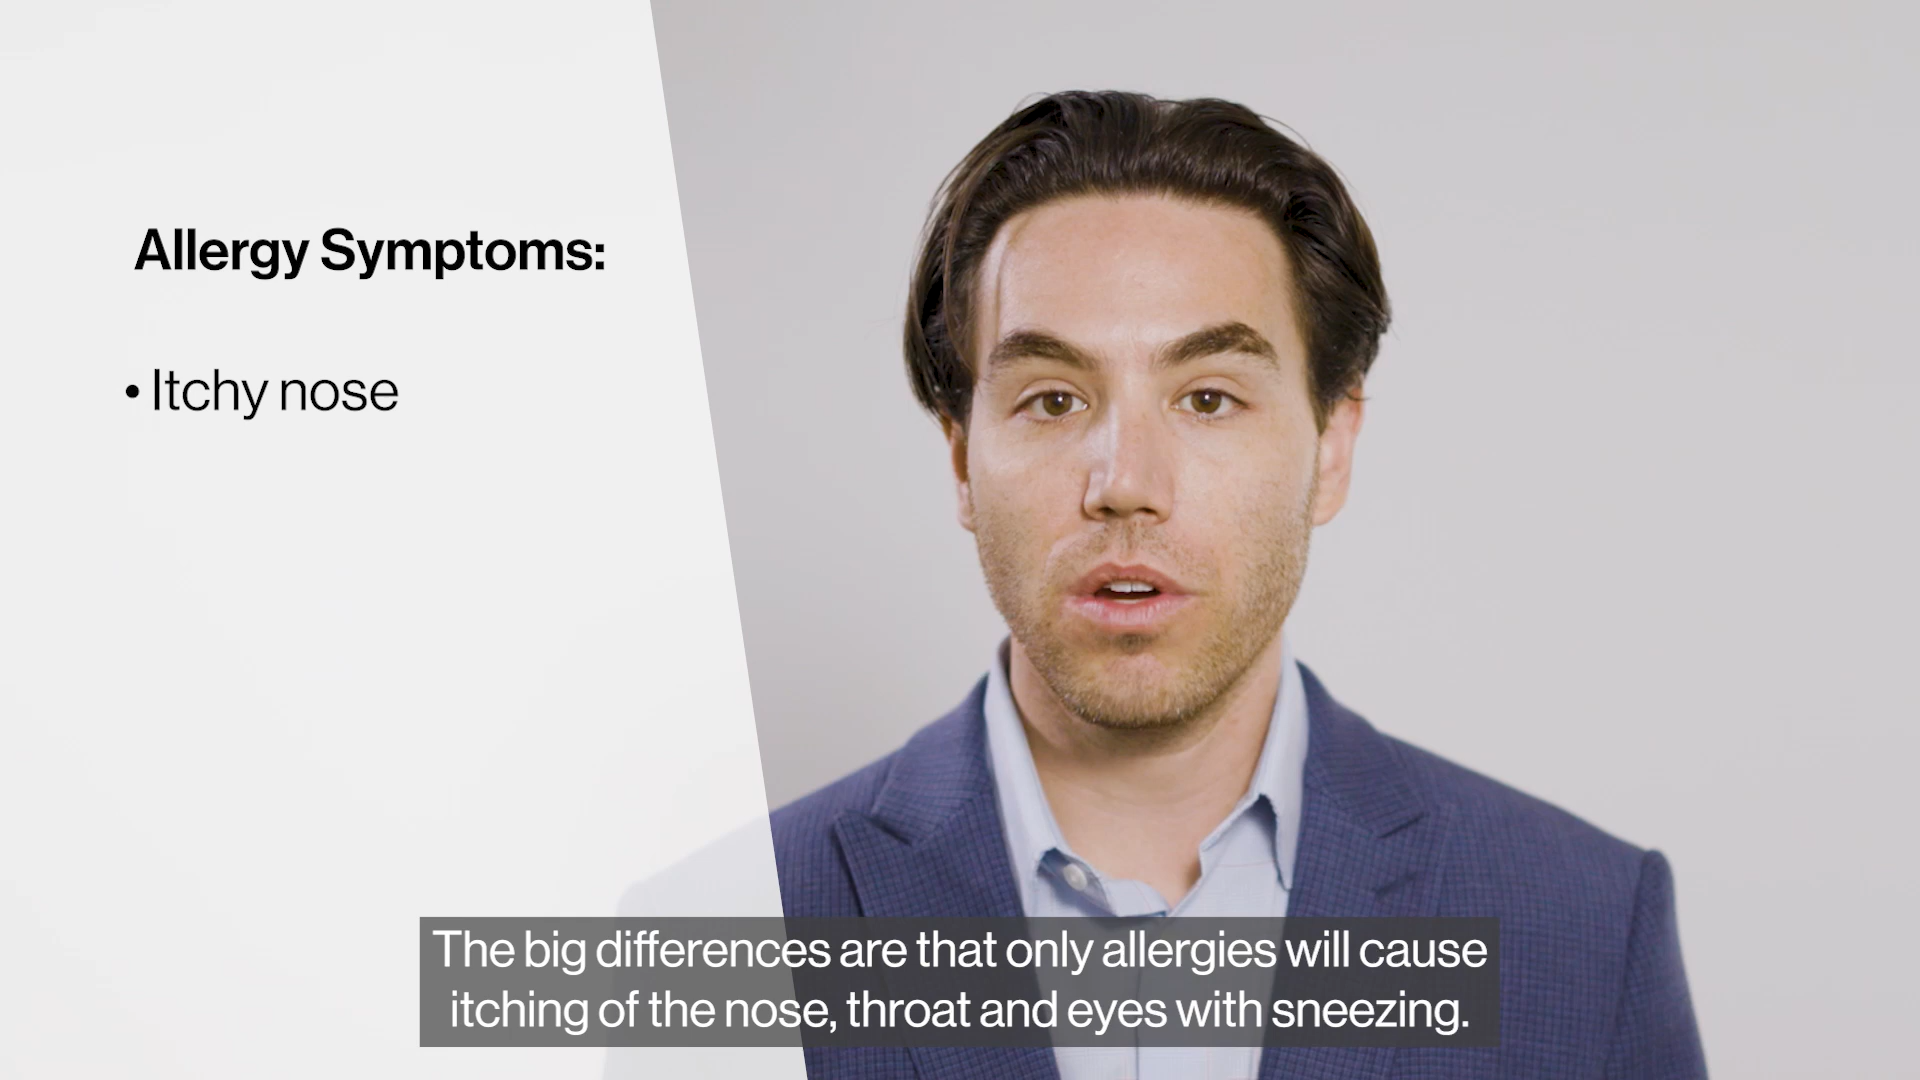 Allergy Symptoms:
• Itchy nose
The big differences are that only allergies will cause
itching of the nose, throat and eyes with sneezing.